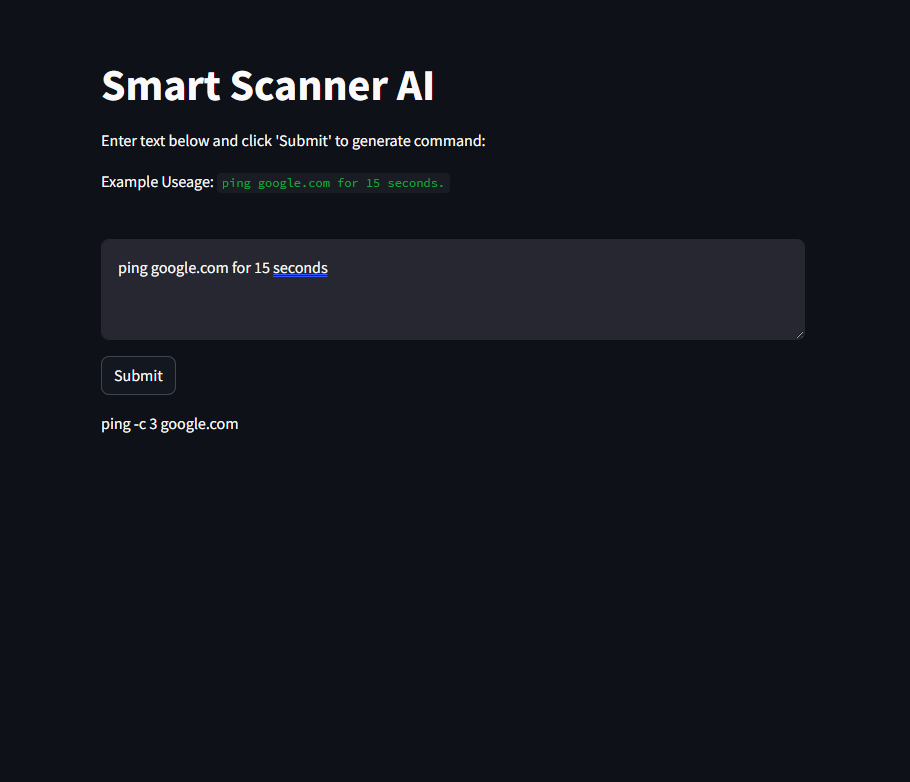 Smart Scanner AI
Enter text below and click 'Submit' to generate command:
Example Useage: ping google.com for 15 seconds.
ping google.com for 15 seconds
Submit
ping -c 3 google.com